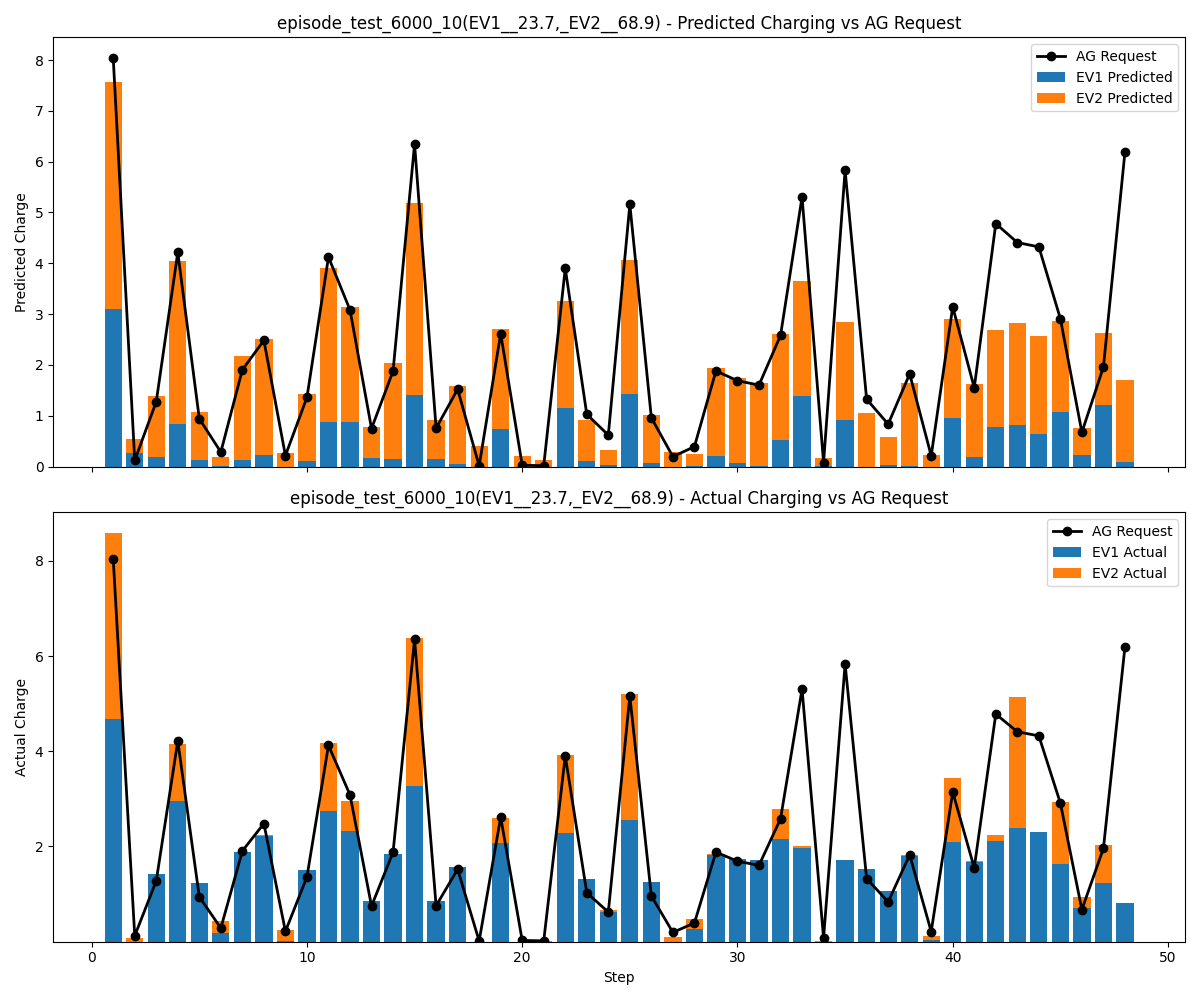 episode_test_6000_10(EV1__23.7,_EV2__68.9) - Predicted Charging vs AG Request
8
7
6
5
4
3
2
1
0
Predicted Charge
AG Request
EV1 Predicted
EV2 Predicted
episode_test_6000_10(EV1__23.7,_EV2__68.9) - Actual Charging vs AG Request
8
6
4
2
Actual Charge
AG Request
EV1 Actual
EV2 Actual
0 10 20 30 40 50
Step